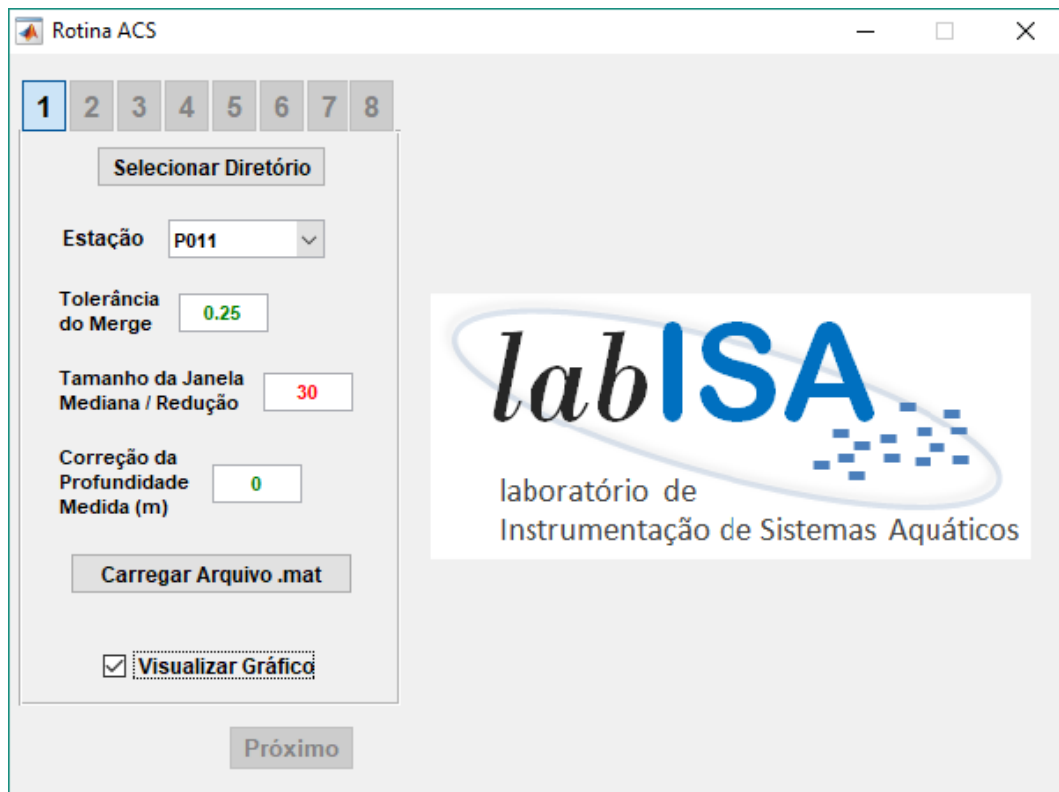 Rotina ACS
1 2 3 4 5 6 7 8
Selecionar Diretório
Estação P011
Tolerância
do Merge
0.25
Tamanho da Janela
Mediana / Redução
30
Correção da
Profundidade
Medida (m)
0
Carregar Arquivo .mat
Visualizar Gráfico
Próximo
labISA
laboratório de
Instrumentação de Sistemas Aquáticos